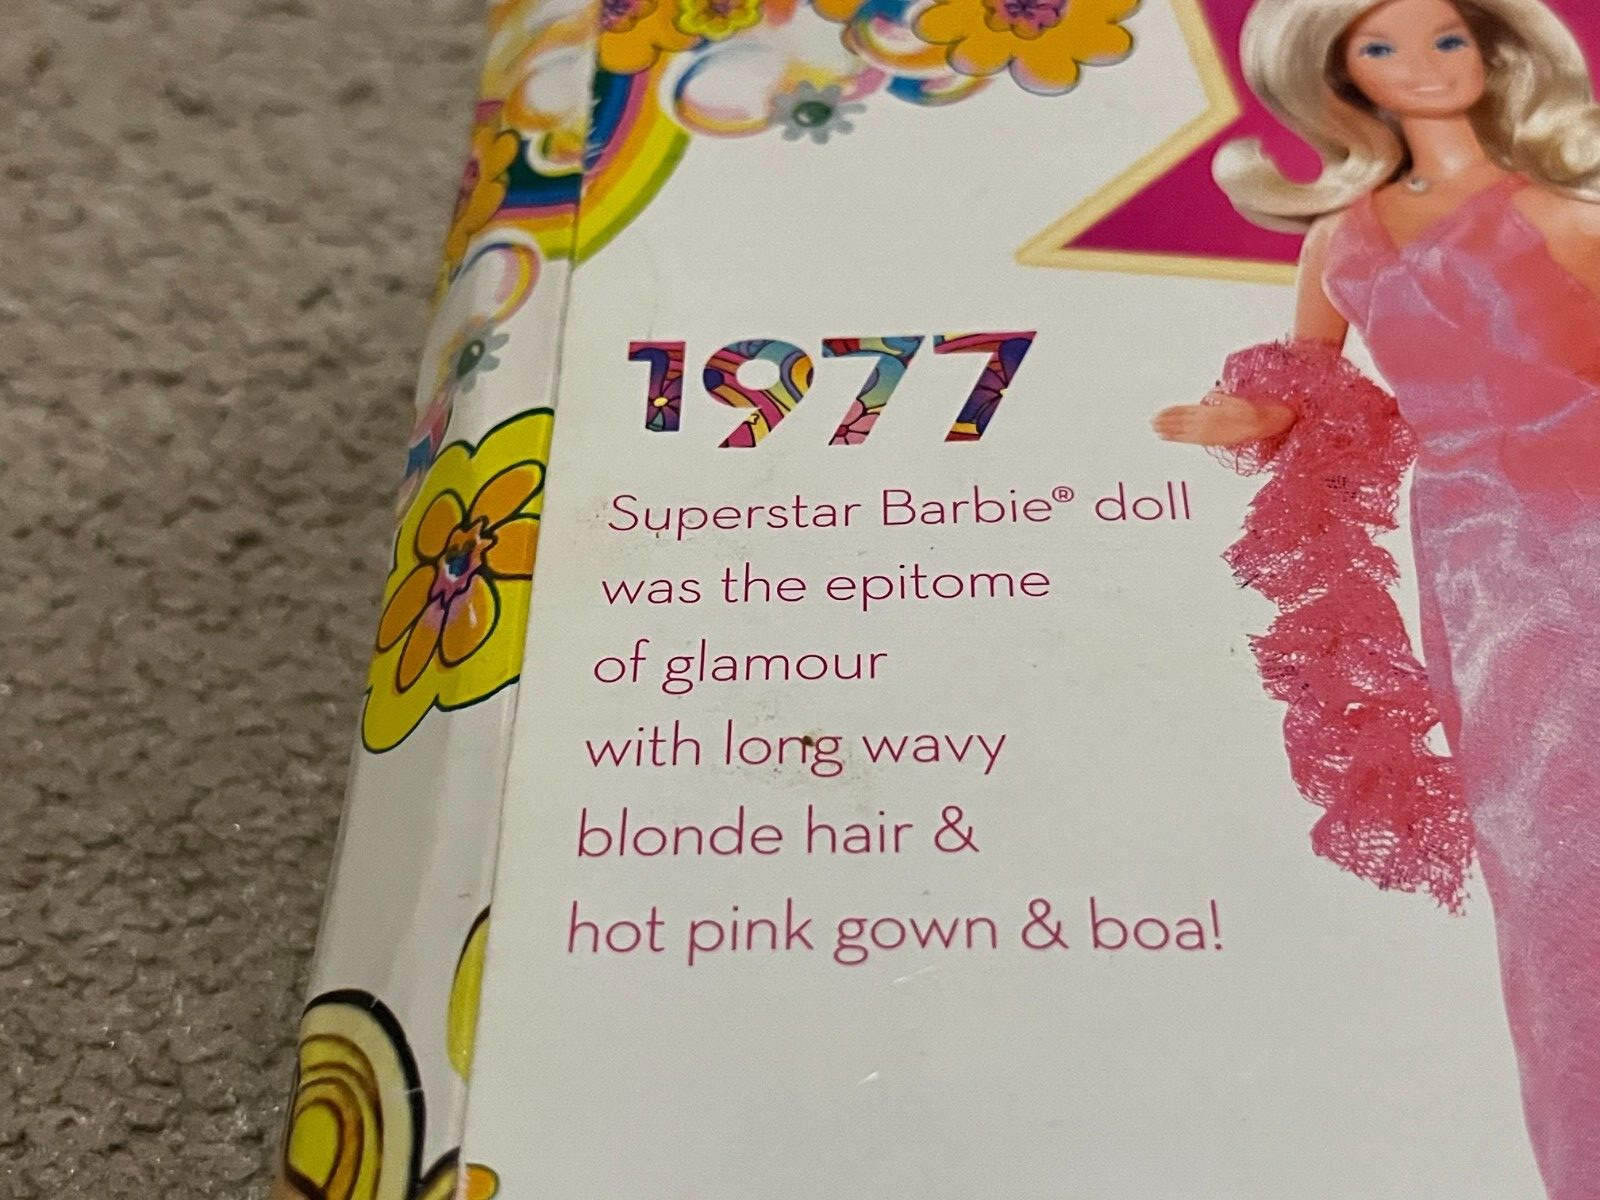 1977
Superstar Barbie® doll
was the epitome
of glamour
with long wavy
blonde hair &
hot pink gown & boa!